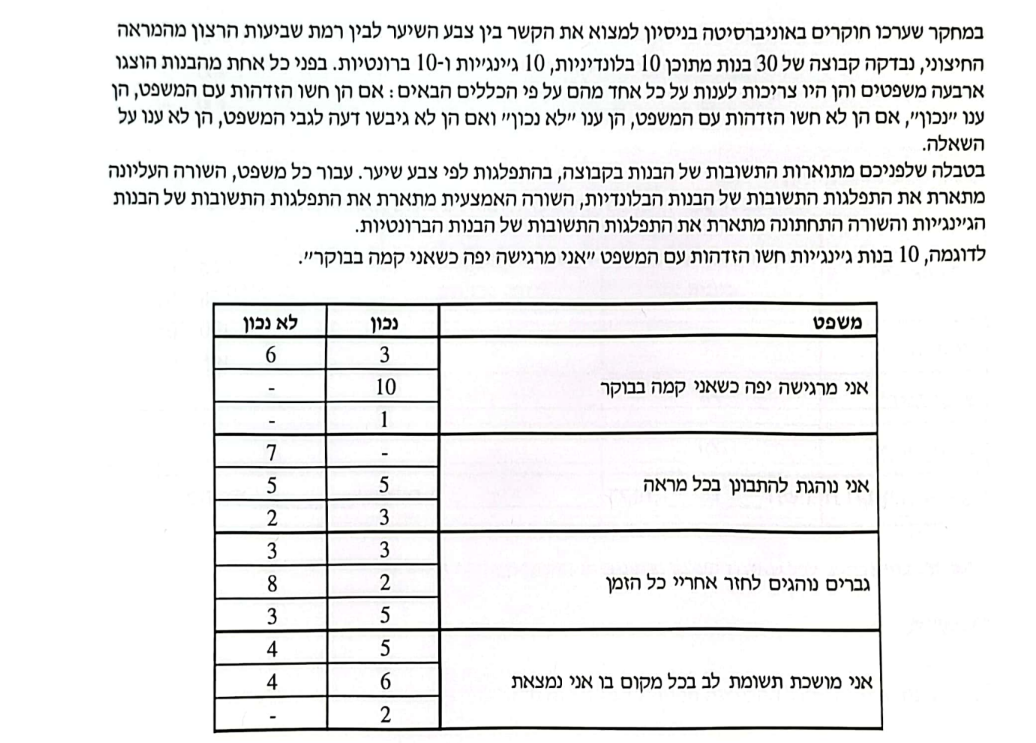 במחקר שערכו חוקרים באוניברסיטה בניסיון למצוא את הקשר בין צבע השיער לבין רמת שביעות הרצון מהמראה
החיצוני, נבדקה קבוצה של 30 בנות מתוכן 10 בלונדיניות, 10 ג׳ינג׳יות ו-10 ברונטיות. בפני כל אחת מהבנות הוצגו
ארבעה משפטים והן היו צריכות לענות על כל אחד מהם על פי הכללים הבאים: אם הן חשו הזדהות עם המשפט, הן
ענו ״נכון״, אם הן לא חשו הזדהות עם המשפט, הן ענו ״לא נכון״ ואם הן לא גיבשו דעה לגבי המשפט, הן לא ענו על
השאלה.
בטבלה שלפניכם מתוארות התשובות של הבנות בקבוצה, בהתפלגות לפי צבע שיער. עבור כל משפט, השורה העליונה
מתארת את התפלגות התשובות של הבנות הבלונדיות, השורה האמצעית מתארת את התפלגות התשובות של הבנות
הג׳ינג׳יות והשורה התחתונה מתארת את התפלגות התשובות של הבנות הברונטיות.
לדוגמה, 10 בנות ג׳ינג׳יות חשו הזדהות עם המשפט ״אני מרגישה יפה כשאני קמה בבוקר״.
משפט נכון לא נכון
3 6
אני מרגישה יפה כשאני קמה בבוקר 10 -
1 -
- 7
אני נוהגת להתבונן בכל מראה 5 5
3 2
3 3
גברים נוהגים לחזר אחריי כל הזמן 2 8
5 3
5 4
אני מושכת תשומת לב בכל מקום בו אני נמצאת 6 4
2 -